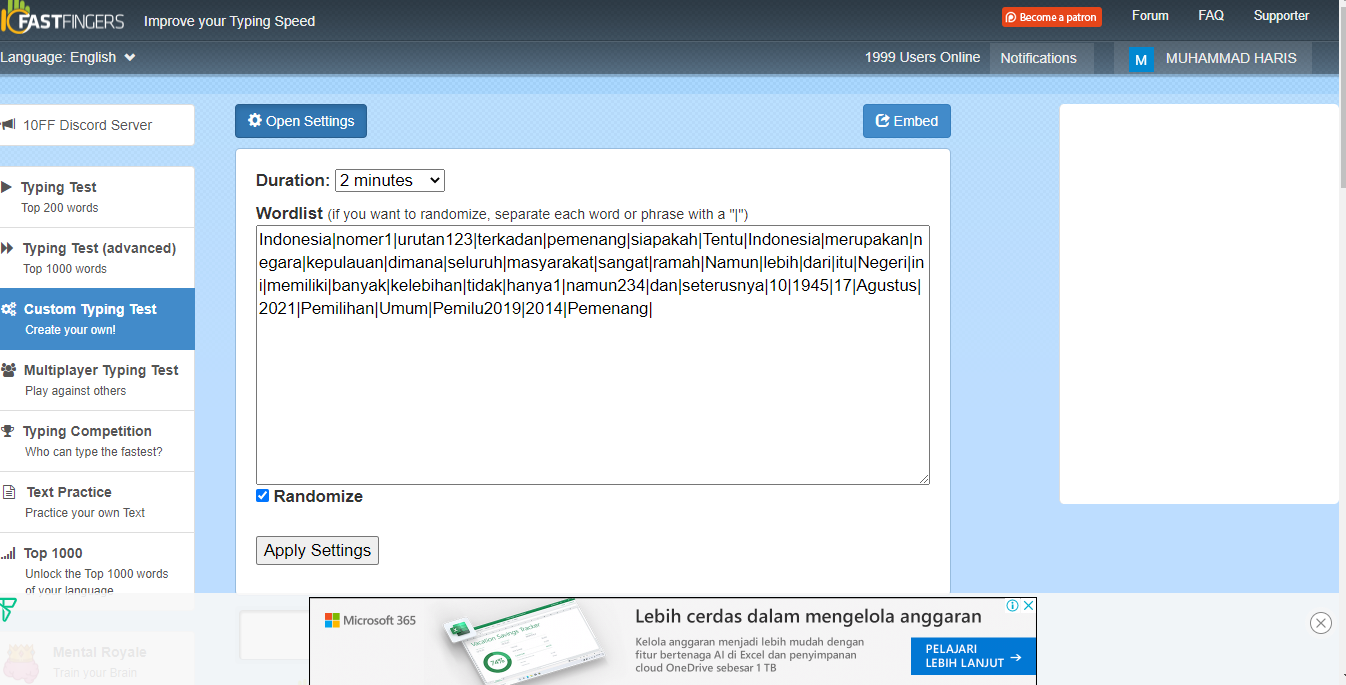 FASTFINGERS
Improve your Typing Speed
Become a patron
Forum
FAQ
Supporter
Language: English
1999 Users Online
Notifications
M
MUHAMMAD HARIS
10FF Discord Server
Typing Test
Top 200 words
Typing Test (advanced)
Top 1000 words
Custom Typing Test
Create your own!
Multiplayer Typing Test
Play against others
Typing Competition
Who can type the fastest?
Text Practice
Practice your own Text
Top 1000
Unlock the Top 1000 words
of your language
Mental Royale
Train your Brain
Open Settings
Embed
Duration: 2 minutes
Wordlist (if you want to randomize, separate each word or phrase with a "|")
Indonesia|nomer1|urutan123|terkadan|pemenang|siapakah|Tentu|Indonesia|merupakan|n
egara|kepulauan|dimana|seluruh|masyarakat|sangat|ramah|Namun|lebih|dari|itu|Negeri|in
i|memiliki|banyak|kelebihan|tidak|hanya1|namun234|dan|seterusnya|10|1945|17|Agustus|
2021|Pemilihan|Umum|Pemilu2019|2014|Pemenang|
Randomize
Apply Settings
Microsoft 365
Vacation Savings Tracker
74%
Lebih cerdas dalam mengelola anggaran
Kelola anggaran menjadi lebih mudah dengan
fitur bertenaga AI di Excel dan penyimpanan
cloud OneDrive sebesar 1 TB
PELAJARI
LEBIH LANJUT